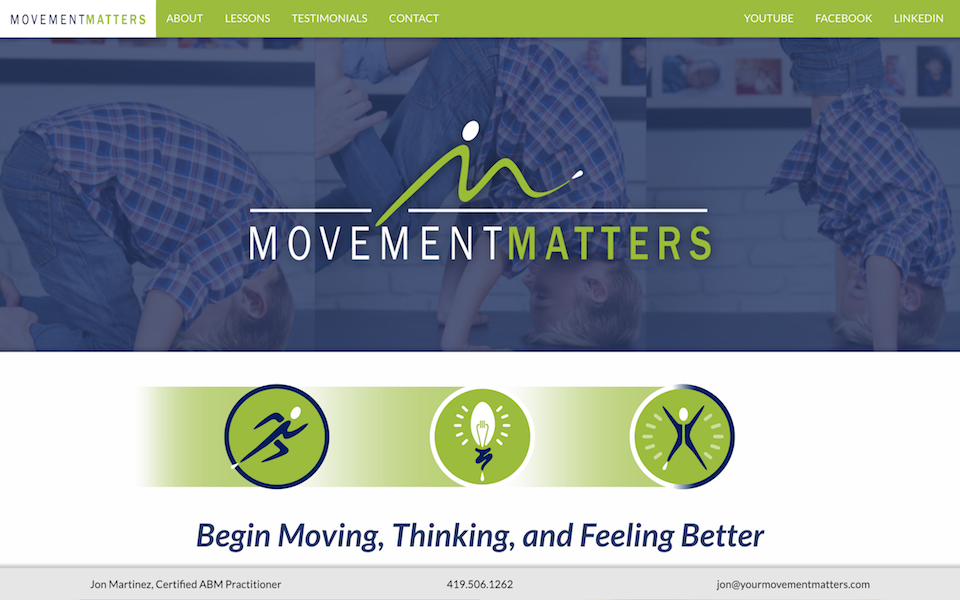 MOVEMENTMATTERS ABOUT LESSONS TESTIMONIALS CONTACT YOUTUBE FACEBOOK LINKEDIN
MOVEMENTMATTERS
Begin Moving, Thinking, and Feeling Better
Jon Martinez, Certified ABM Practitioner 419.506.1262 jon@yourmovementmatters.com